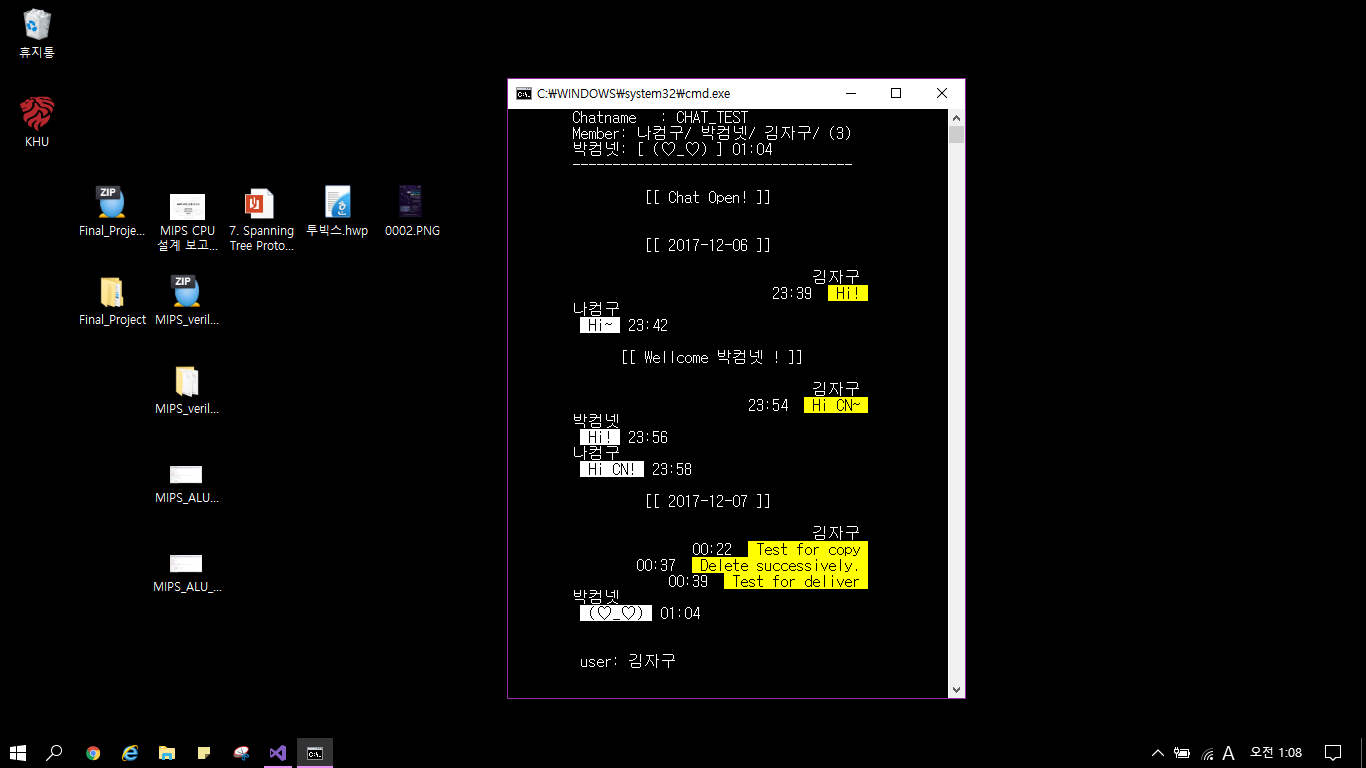 휴지통
KHU
Final_Proje...
MIPS CPU
설계 보고...
7. Spanning
Tree Proto...
투빅스.hwp
0002.PNG
Final_Project
MIPS_veril...
MIPS_veril...
MIPS_ALU...
MIPS_ALU_...
C:₩WINDOWS₩system32₩cmd.exe
Chatname : CHAT_TEST
Member: 나컴구/ 박컴넷/ 김자구/ (3)
박컴넷: [ (♡_♡) ] 01:04
-----------------------------------
[[ Chat Open! ]]
[[ 2017-12-06 ]]
김자구
23:39 Hi!
나컴구
Hi~ 23:42
[[ Wellcome 박컴넷 ! ]]
김자구
23:54 Hi CN~
박컴넷
Hi! 23:56
나컴구
Hi CN! 23:58
[[ 2017-12-07 ]]
김자구
00:22 Test for copy
00:37 Delete successively.
00:39 Test for deliver
박컴넷
(♡_♡) 01:04
user: 김자구
A 오전 1:08